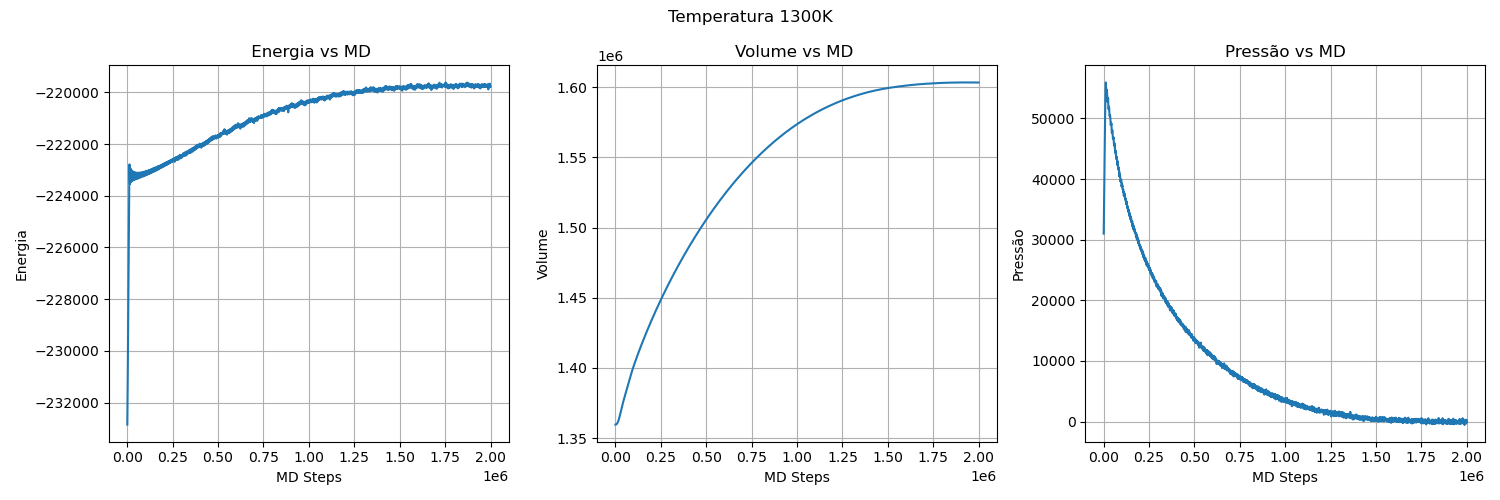 Temperatura 1300K
Energia vs MD
−220000
−222000
−224000
−226000
−228000
−230000
−232000
Energia
0.00 0.25 0.50 0.75 1.00 1.25 1.50 1.75 2.00
1e6
MD Steps
Volume vs MD
1e6
1.60
1.55
1.50
1.45
1.40
1.35
Volume
0.00 0.25 0.50 0.75 1.00 1.25 1.50 1.75 2.00
1e6
MD Steps
Pressão vs MD
50000
40000
30000
20000
10000
0
Pressão
0.00 0.25 0.50 0.75 1.00 1.25 1.50 1.75 2.00
1e6
MD Steps